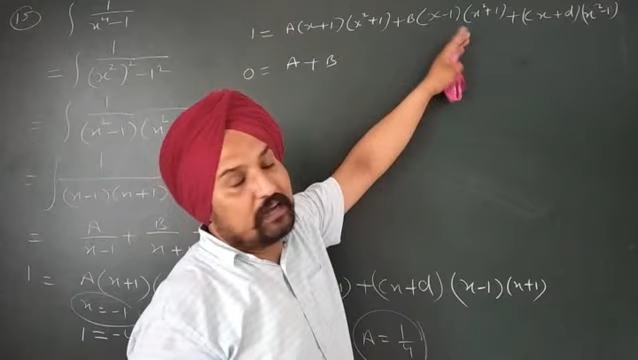 15 ∫ 1/(x⁴-1)
= ∫ 1/((x²)²-1²)
= ∫ 1/((x²-1)(x²
= ∫ 1/((x-1)(x+1)
= A/(x-1) + B/(x+
1 = A(x+1)( ) +(Cx+d) (x-1)(x+1)
x=-1
1=-4
1 = A(x+1)(x²+1)+B(x-1)(x²+1)+(Cx+d)(x²-1)
0 = A+B
A = 1/4